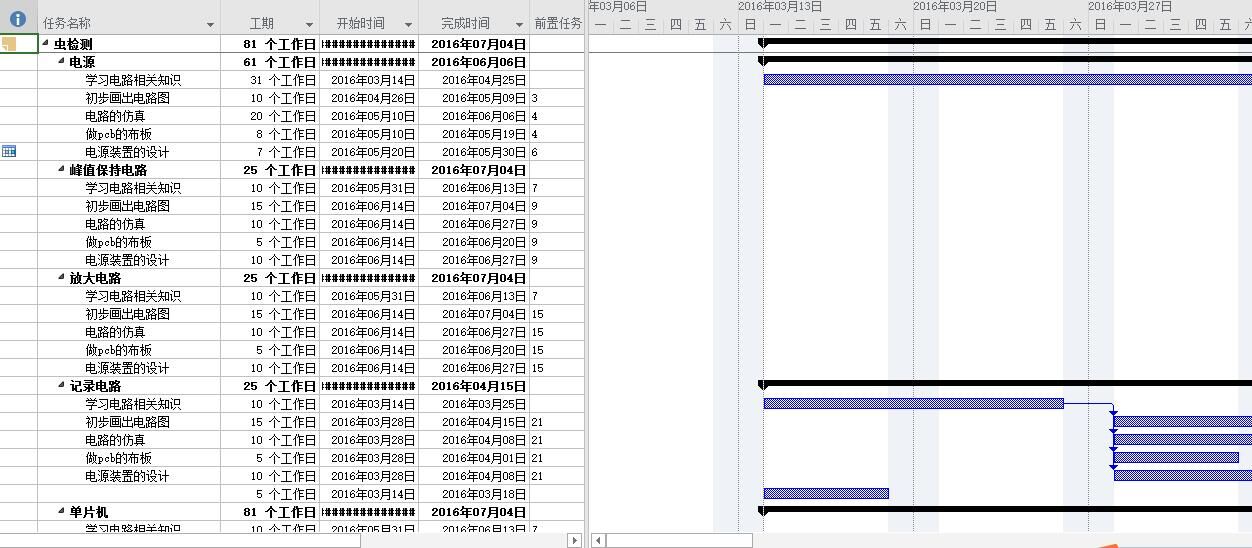 年03月06日 2016年03月13日 2016年03月20日 2016年03月27日
任务名称 工期 开始时间 完成时间 前置任务 一 二 三 四 五 六 日 一 二 三 四 五 六 日 一 二 三 四 五 六 日 一 二 三 四 五
虫检测 81 个工作日 ############## 2016年07月04日
电源 61 个工作日 ############## 2016年06月06日
学习电路相关知识 31 个工作日 2016年03月14日 2016年04月25日
初步画出电路图 10 个工作日 2016年04月26日 2016年05月09日 3
电路的仿真 20 个工作日 2016年05月10日 2016年06月06日 4
做pcb的布板 8 个工作日 2016年05月10日 2016年05月19日 4
电源装置的设计 7 个工作日 2016年05月20日 2016年05月30日 6
峰值保持电路 25 个工作日 ############## 2016年07月04日
学习电路相关知识 10 个工作日 2016年05月31日 2016年06月13日 7
初步画出电路图 15 个工作日 2016年06月14日 2016年07月04日 9
电路的仿真 10 个工作日 2016年06月14日 2016年06月27日 9
做pcb的布板 5 个工作日 2016年06月14日 2016年06月20日 9
电源装置的设计 10 个工作日 2016年06月14日 2016年06月27日 9
放大电路 25 个工作日 ############## 2016年07月04日
学习电路相关知识 10 个工作日 2016年05月31日 2016年06月13日 7
初步画出电路图 15 个工作日 2016年06月14日 2016年07月04日 15
电路的仿真 10 个工作日 2016年06月14日 2016年06月27日 15
做pcb的布板 5 个工作日 2016年06月14日 2016年06月20日 15
电源装置的设计 10 个工作日 2016年06月14日 2016年06月27日 15
记录电路 25 个工作日 ############## 2016年04月15日
学习电路相关知识 10 个工作日 2016年03月14日 2016年03月25日
初步画出电路图 15 个工作日 2016年03月28日 2016年04月15日 21
电路的仿真 10 个工作日 2016年03月28日 2016年04月08日 21
做pcb的布板 5 个工作日 2016年03月28日 2016年04月01日 21
电源装置的设计 10 个工作日 2016年03月28日 2016年04月08日 21
5 个工作日 2016年03月14日 2016年03月18日
单片机 81 个工作日 ############## 2016年07月04日
学习电路相关知识 10 个工作日 2016年05月31日 2016年06月13日 7